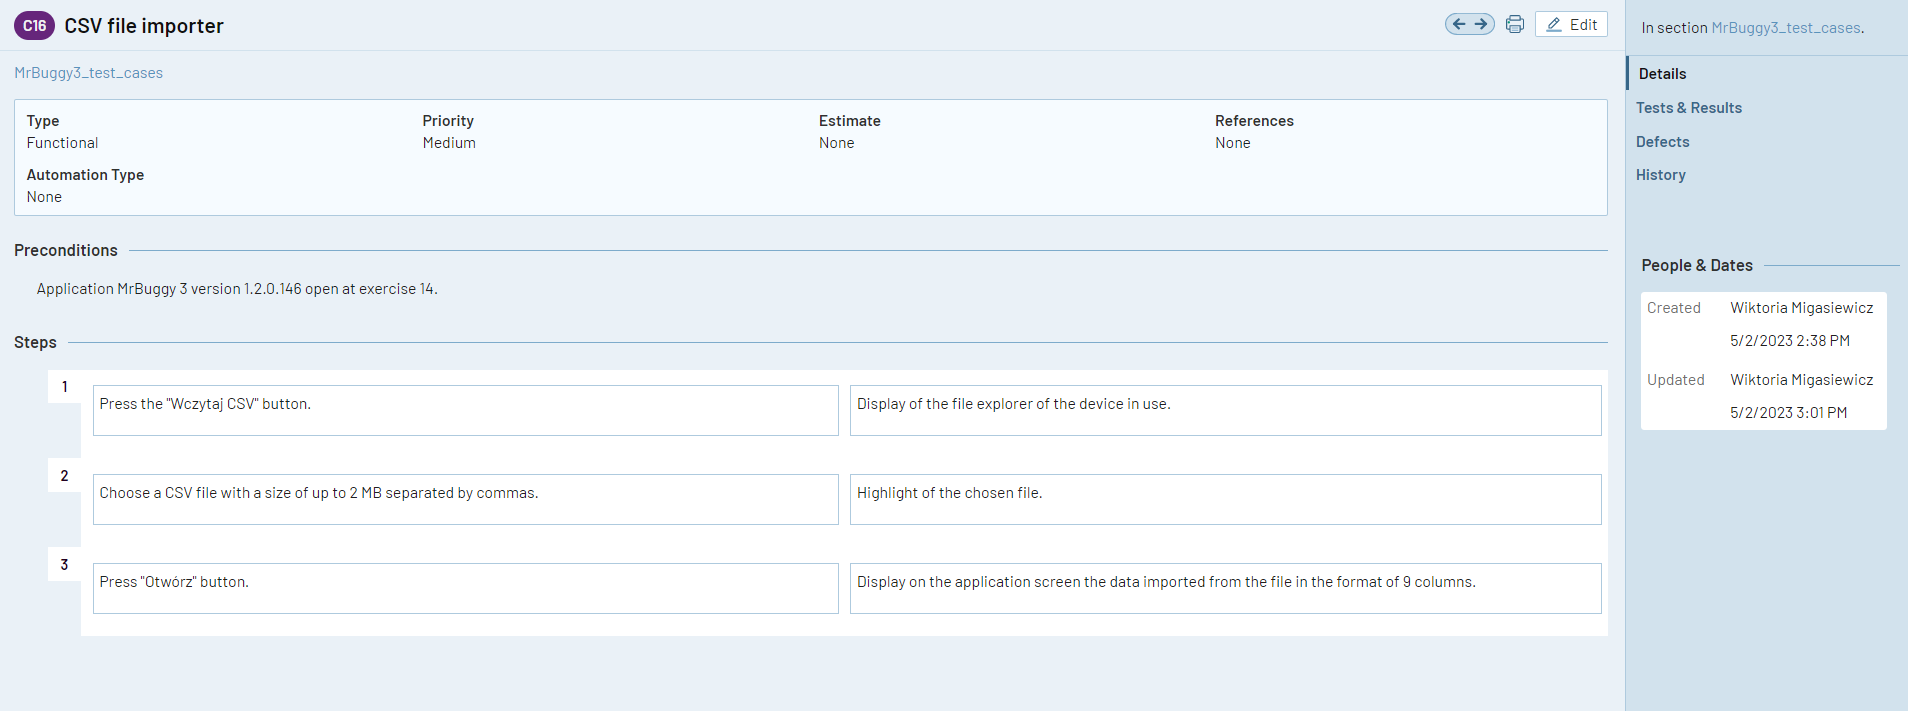 C16 CSV file importer
Edit
MrBuggy3_test_cases
Type
Functional
Priority
Medium
Estimate
None
References
None
Automation Type
None
Preconditions
Application MrBuggy 3 version 1.2.0.146 open at exercise 14.
Steps
1
Press the "Wczytaj CSV" button.
Display of the file explorer of the device in use.
2
Choose a CSV file with a size of up to 2 MB separated by commas.
Highlight of the chosen file.
3
Press "Otwórz" button.
Display on the application screen the data imported from the file in the format of 9 columns.
In section MrBuggy3_test_cases.
Details
Tests & Results
Defects
History
People & Dates
Created Wiktoria Migasiewicz
5/2/2023 2:38 PM
Updated Wiktoria Migasiewicz
5/2/2023 3:01 PM